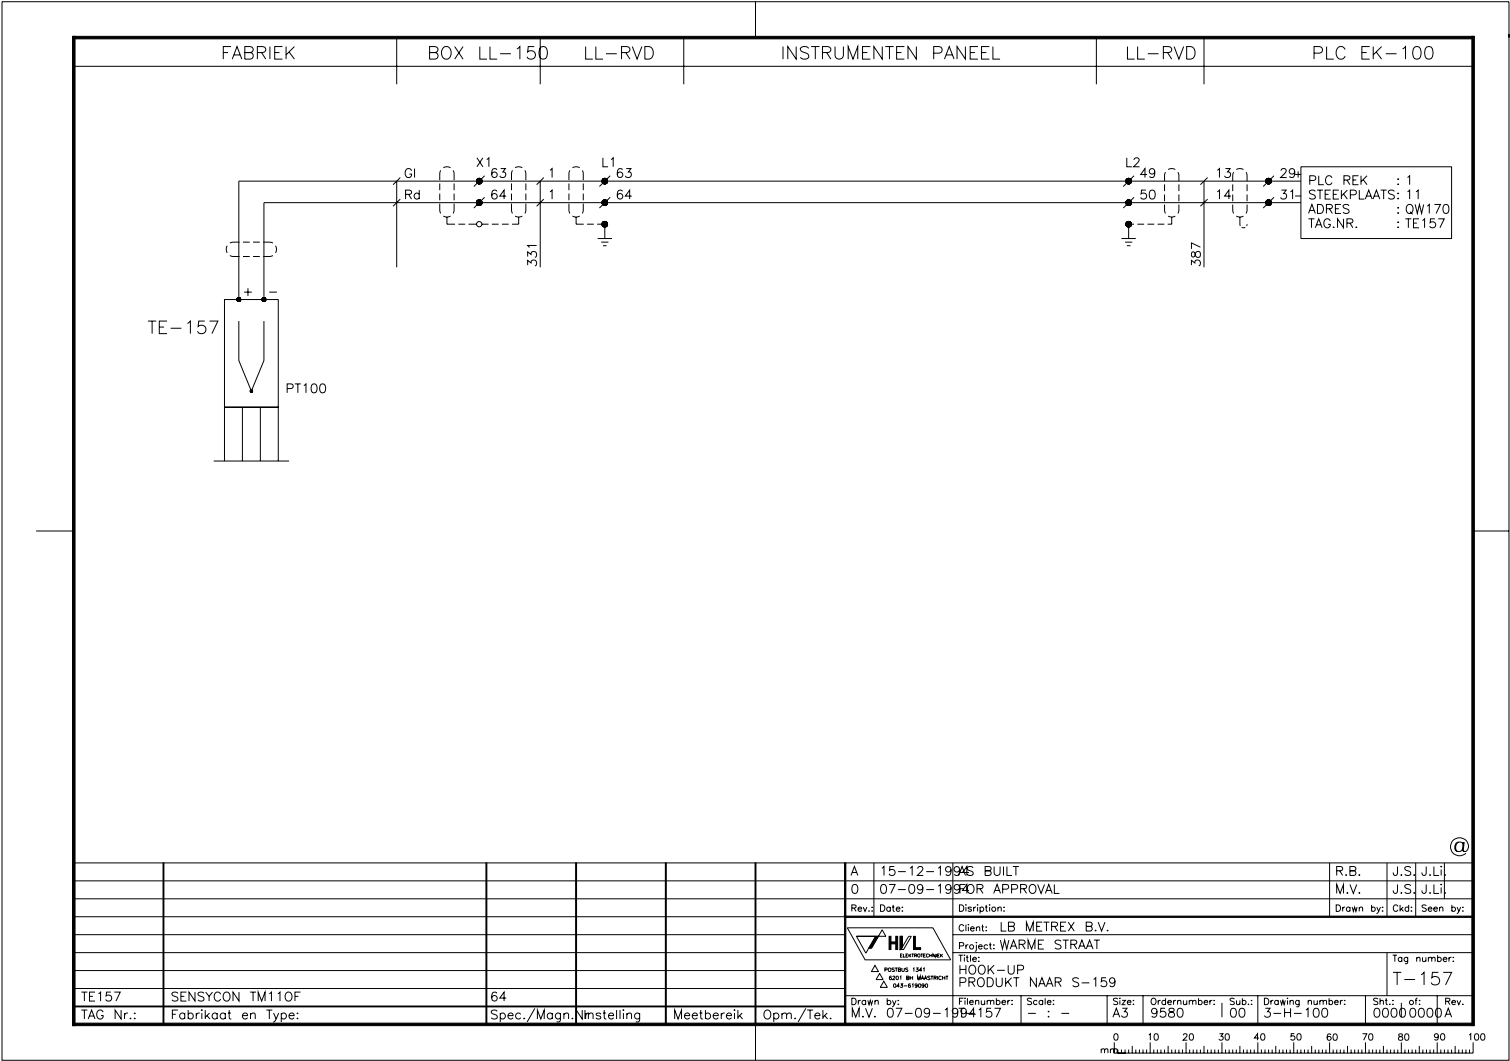 FABRIEK BOX LL-150 LL-RVD INSTRUMENTEN PANEEL LL-RVD PLC EK-100
X1 L1 L2
Gl 63 1 63 49 13 29+
Rd 64 1 64 50 14 31-
PLC REK : 1
STEEKPLAATS: 11
ADRES : QW170
TAG.NR. : TE157
331
387
+ -
TE-157
PT100
@
A 15-12-1994 AS BUILT R.B. J.S. J.Li.
0 07-09-1994 FOR APPROVAL M.V. J.S. J.Li.
Rev.: Date: Disription: Drawn by: Ckd: Seen by:
HVL
ELEKTROTECHNIEK
POSTBUS 1341
6201 BH MAASTRICHT
043-619090
Client: LB METREX B.V.
Project: WARME STRAAT
Title:
HOOK-UP
PRODUKT NAAR S-159
Tag number:
T-157
Drawn by: Filenumber: Scale: Size: Ordernumber: Sub.: Drawing number: Sht.: of: Rev.
M.V. 07-09-1994 T-157 - : - A3 9580 00 3-H-100 0000 0000 A
TE157 SENSYCON TM110F 64
TAG Nr.: Fabrikaat en Type: Spec./Magn.Nr. Instelling Meetbereik Opm./Tek.
0 10 20 30 40 50 60 70 80 90 100
mm